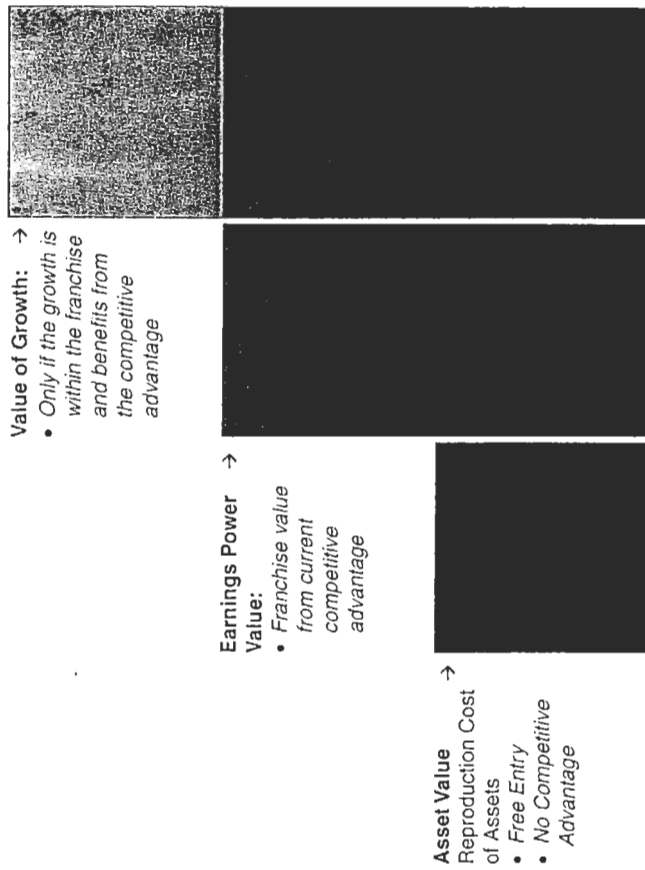 Value of Growth: →
• Only if the growth is
within the franchise
and benefits from
the competitive
advantage
Earnings Power →
Value:
• Franchise value
from current
competitive
advantage
Asset Value →
Reproduction Cost
of Assets
• Free Entry
• No Competitive
Advantage